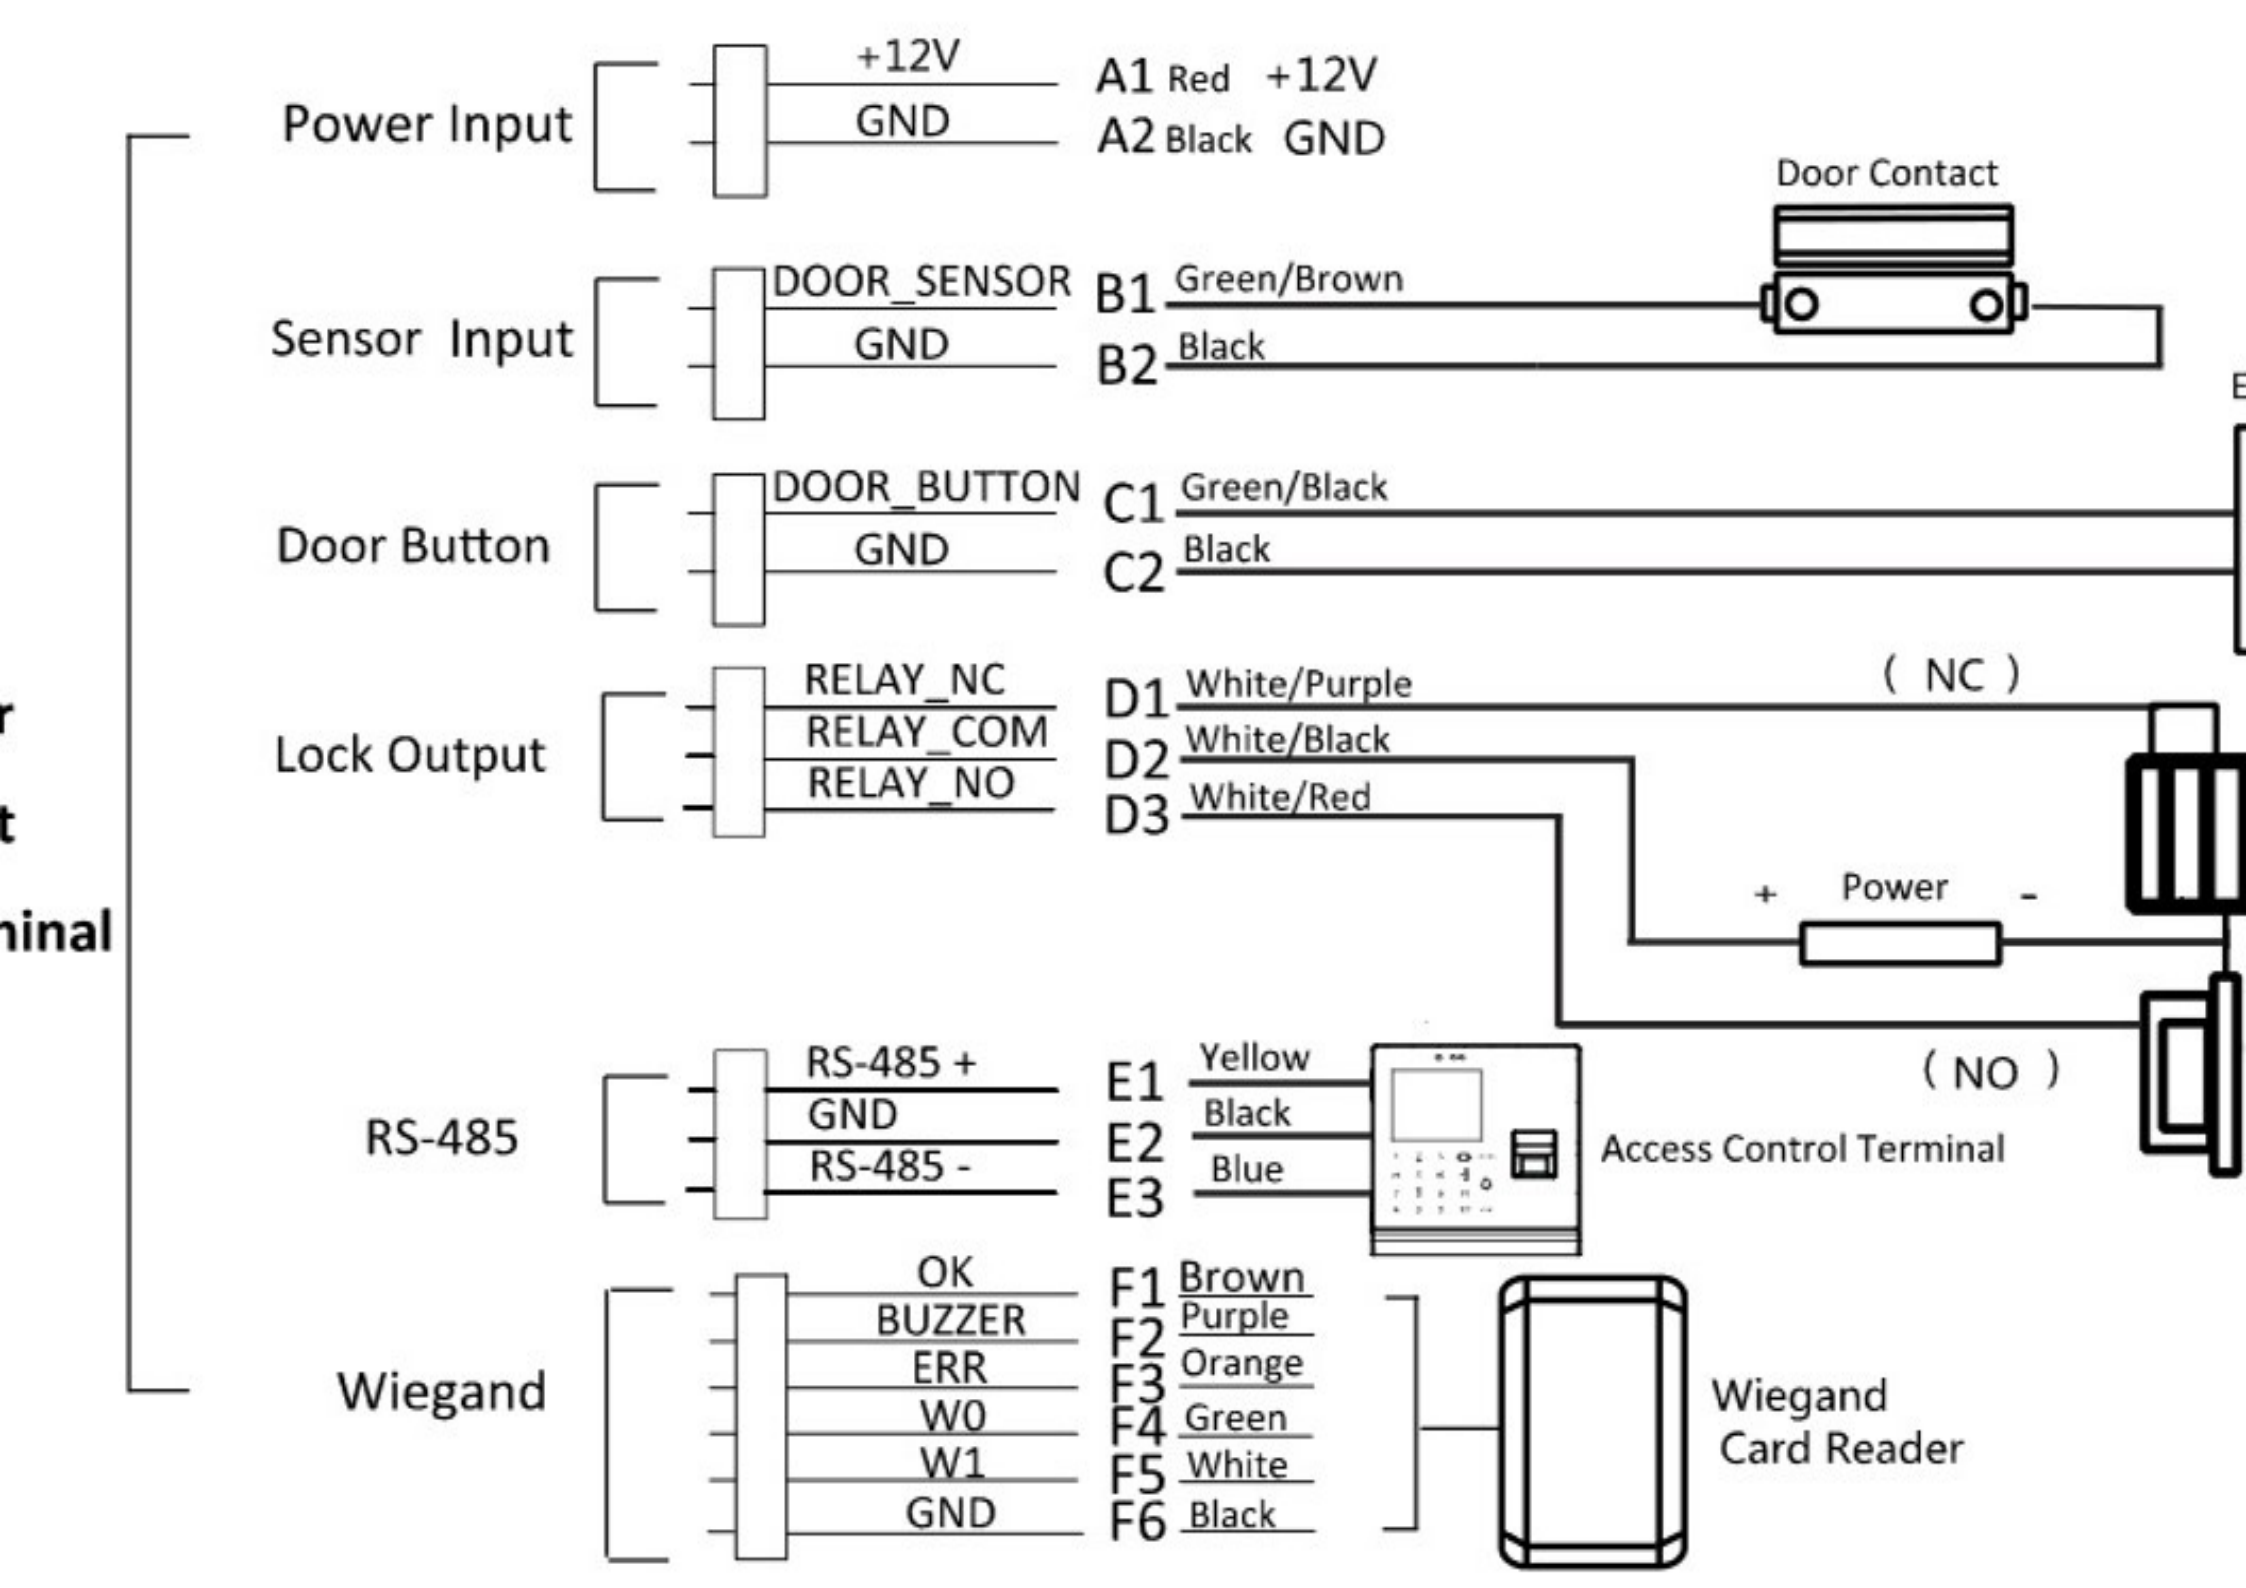 Power Input
+12V
GND
A1 Red +12V
A2 Black GND
Door Contact
Sensor Input
DOOR_SENSOR
GND
B1 Green/Brown
B2 Black
E
Door Button
DOOR_BUTTON
GND
C1 Green/Black
C2 Black
r
t
minal
Lock Output
RELAY_NC
RELAY_COM
RELAY_NO
D1 White/Purple
D2 White/Black
D3 White/Red
( NC )
+ Power -
( NO )
RS-485
RS-485 +
GND
RS-485 -
E1 Yellow
E2 Black
E3 Blue
Access Control Terminal
Wiegand
OK
BUZZER
ERR
W0
W1
GND
F1 Brown
F2 Purple
F3 Orange
F4 Green
F5 White
F6 Black
Wiegand
Card Reader